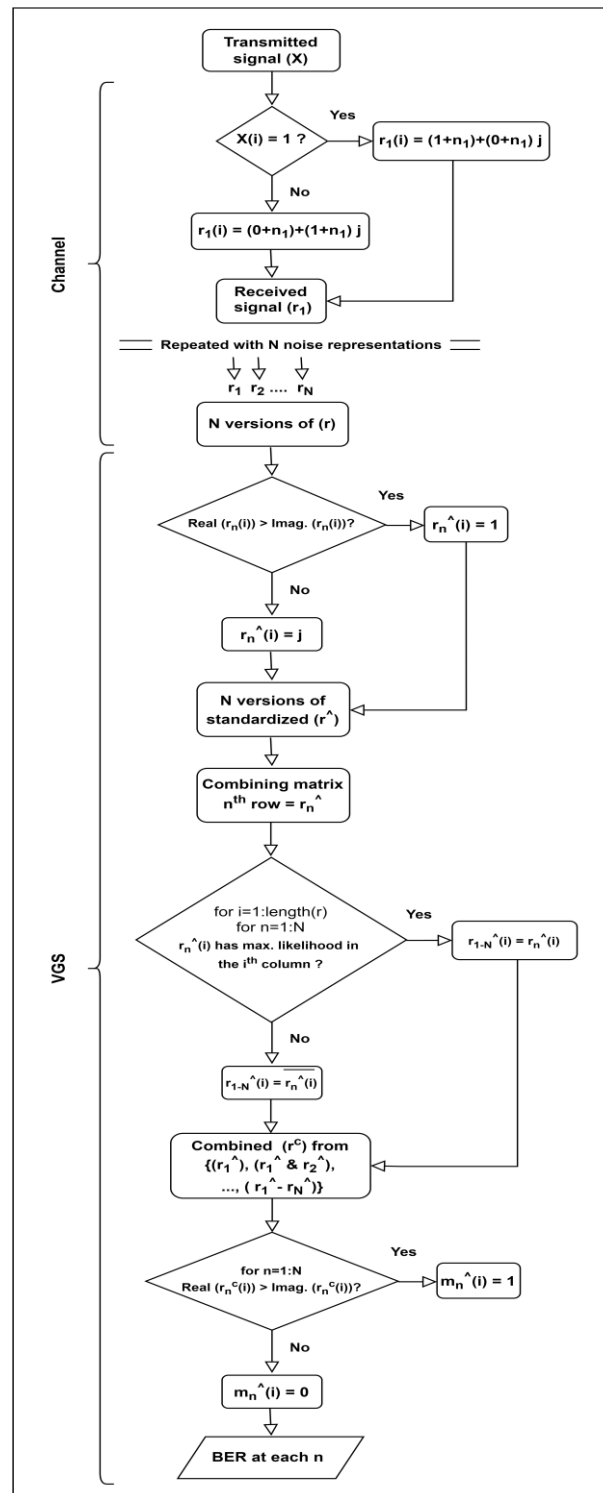 Transmitted
signal (X)
Yes
X(i) = 1 ?
r₁(i) = (1+n₁)+(0+n₁) j
No
r₁(i) = (0+n₁)+(1+n₁) j
Received
signal (r₁)
Channel
Repeated with N noise representations
r₁ r₂ .... r_N
N versions of (r)
Yes
Real (rₙ(i)) > Imag. (rₙ(i))?
rₙ^(i) = 1
No
rₙ^(i) = j
N versions of
standardized (r^)
Combining matrix
nᵗʰ row = rₙ^
for i=1:length(r)
for n=1:N
rₙ^(i) has max. likelihood in
the iᵗʰ column ?
Yes
r₁₋N^(i) = rₙ^(i)
VGS
No
r₁₋N^(i) = r̅ₙ̅^̅(̅i̅)̅
Combined (rᶜ) from
{(r₁^), (r₁^ & r₂^),
..., ( r₁^ - r_N^)}
Yes
for n=1:N
Real (rₙᶜ(i)) > Imag. (rₙᶜ(i))?
mₙ^(i) = 1
No
mₙ^(i) = 0
BER at each n